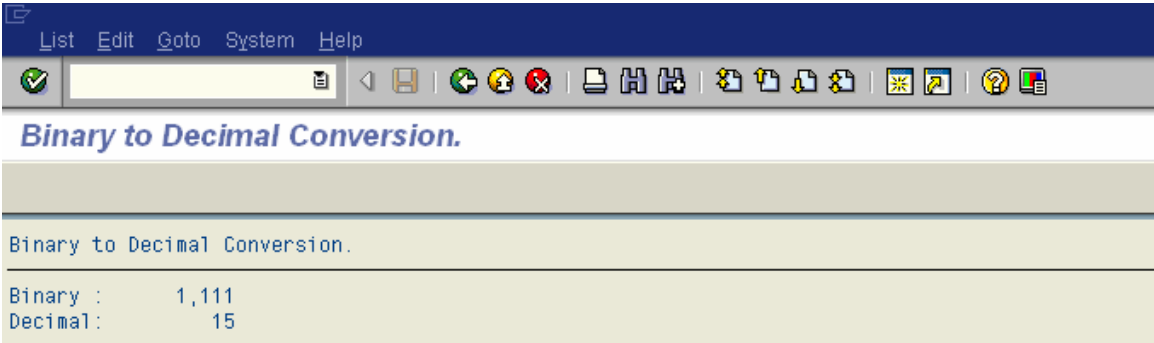 List Edit Goto System Help
Binary to Decimal Conversion.
Binary to Decimal Conversion.
Binary : 1,111
Decimal: 15